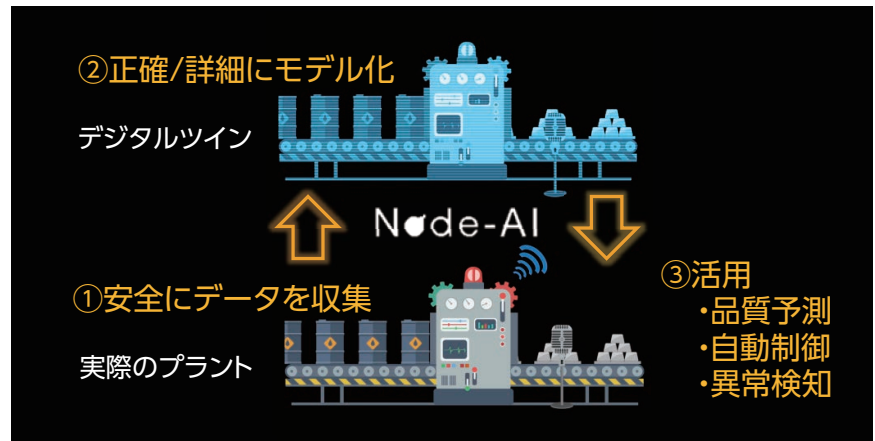 ②正確/詳細にモデル化
デジタルツイン
Node-AI
①安全にデータを収集
実際のプラント
③活用
・品質予測
・自動制御
・異常検知